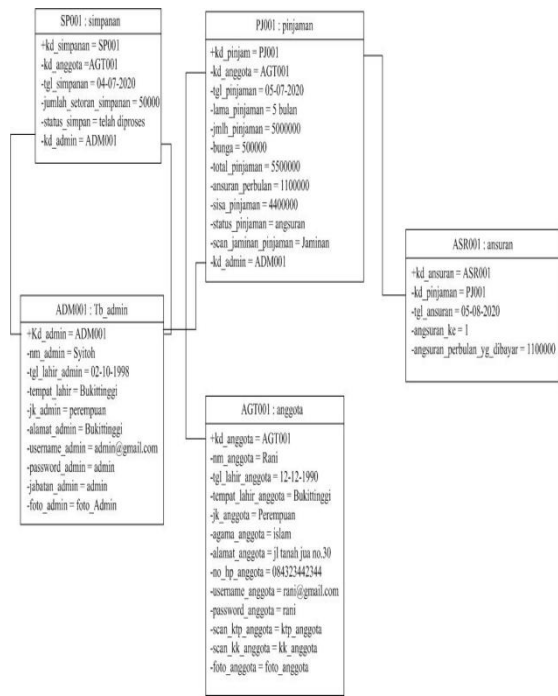 SP001 : simpanan
+kd_simpanan = SP001
-kd_anggota =AGT001
-tgl_simpanan = 04-07-2020
-jumlah_setoran_simpanan = 50000
-status_simpan = telah diproses
-kd_admin = ADM001
PJ001 : pinjaman
+kd_pinjam = PJ001
-kd_anggota = AGT001
-tgl_pinjaman = 05-07-2020
-lama_pinjaman = 5 bulan
-jmlh_pinjaman = 5000000
-bunga = 500000
-total_pinjaman = 5500000
-ansuran_perbulan = 1100000
-sisa_pinjaman = 4400000
-status_pinjaman = angsuran
-scan_jaminan_pinjaman = Jaminan
-kd_admin = ADM001
ASR001 : ansuran
+kd_ansuran = ASR001
-kd_pinjaman = PJ001
-tgl_ansuran = 05-08-2020
-angsuran_ke = 1
-angsuran_perbulan_yg_dibayar = 1100000
ADM001 : Tb_admin
+Kd_admin = ADM001
-nm_admin = Syitoh
-tgl_lahir_admin = 02-10-1998
-tempat_lahir = Bukittinggi
-jk_admin = perempuan
-alamat_admin = Bukittinggi
-username_admin = admin@gmail.com
-password_admin = admin
-jabatan_admin = admin
-foto_admin = foto_Admin
AGT001 : anggota
+kd_anggota = AGT001
-nm_anggota = Rani
-tgl_lahir_anggota = 12-12-1990
-tempat_lahir_anggota = Bukittinggi
-jk_anggota = Perempuan
-agama_anggota = islam
-alamat_anggota = jl tanah jua no.30
-no_hp_anggota = 084323442344
-username_anggota = rani@gmail.com
-password_anggota = rani
-scan_ktp_anggota = ktp_anggota
-scan_kk_anggota = kk_anggota
-foto_anggota = foto_anggota